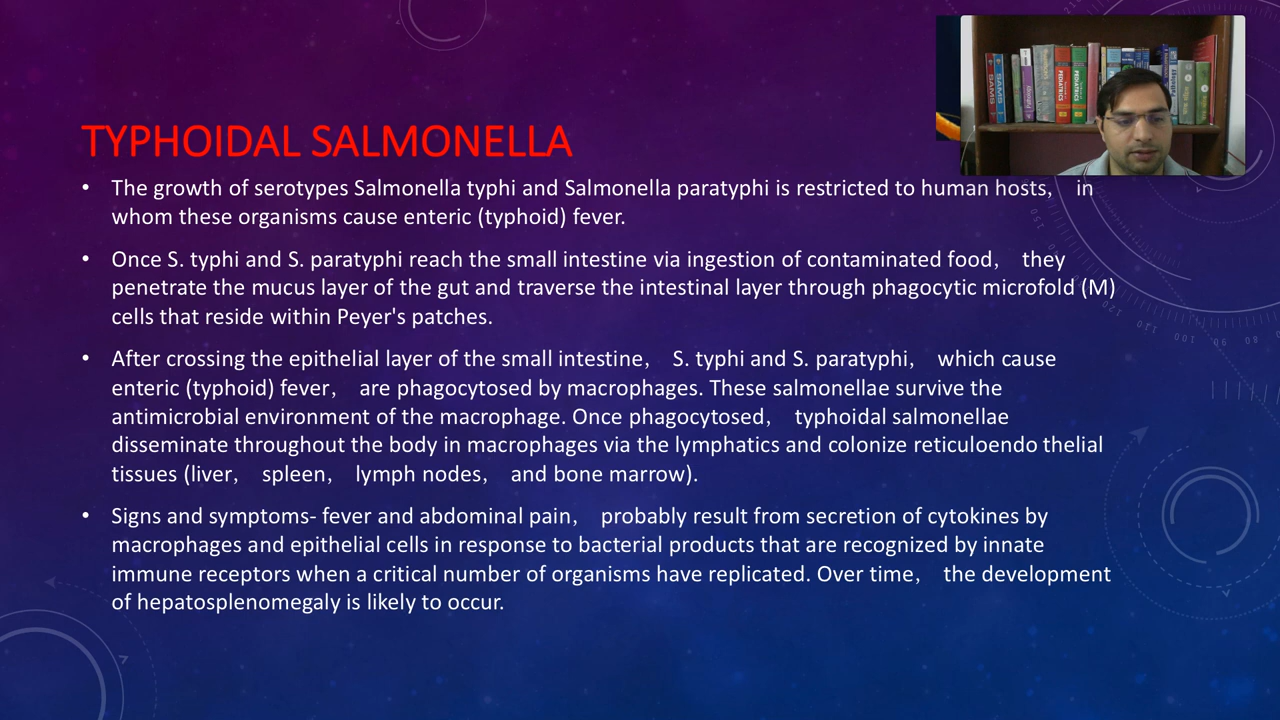 TYPHOIDAL SALMONELLA
• The growth of serotypes Salmonella typhi and Salmonella paratyphi is restricted to human hosts, in
whom these organisms cause enteric (typhoid) fever.
• Once S. typhi and S. paratyphi reach the small intestine via ingestion of contaminated food, they
penetrate the mucus layer of the gut and traverse the intestinal layer through phagocytic microfold (M)
cells that reside within Peyer's patches.
• After crossing the epithelial layer of the small intestine, S. typhi and S. paratyphi, which cause
enteric (typhoid) fever, are phagocytosed by macrophages. These salmonellae survive the
antimicrobial environment of the macrophage. Once phagocytosed, typhoidal salmonellae
disseminate throughout the body in macrophages via the lymphatics and colonize reticuloendo thelial
tissues (liver, spleen, lymph nodes, and bone marrow).
• Signs and symptoms- fever and abdominal pain, probably result from secretion of cytokines by
macrophages and epithelial cells in response to bacterial products that are recognized by innate
immune receptors when a critical number of organisms have replicated. Over time, the development
of hepatosplenomegaly is likely to occur.
SAMS
SAMS
PEDIATRICS
PEDIATRICS